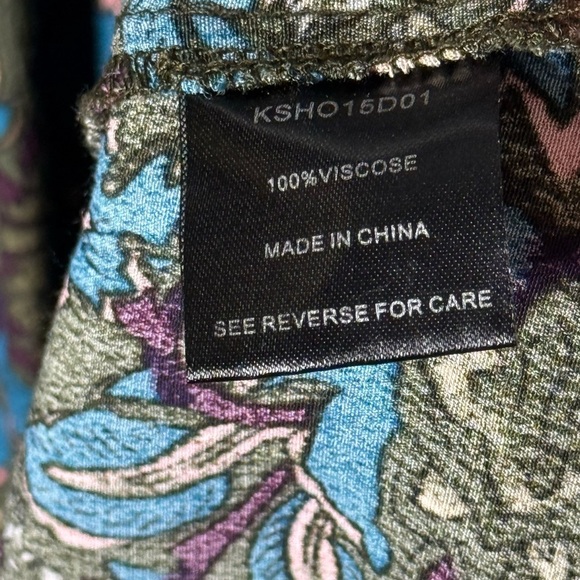 KSHO15D01
100%VISCOSE
MADE IN CHINA
SEE REVERSE FOR CARE